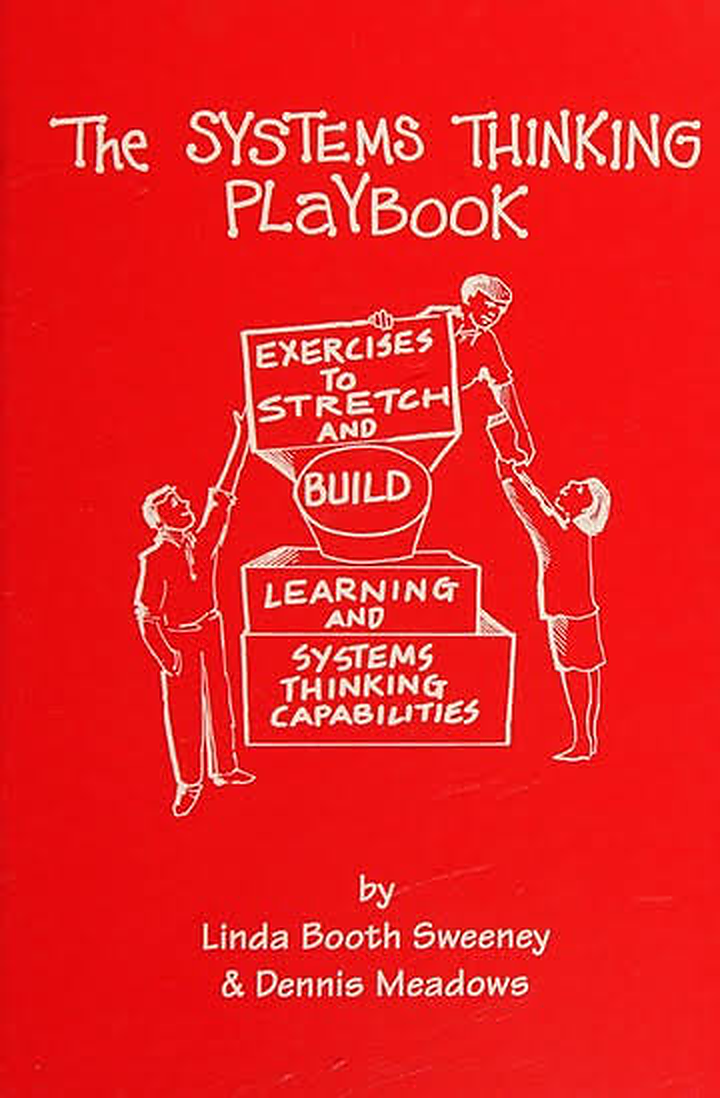 The SYSTEMS THINKING
PLaYBOOK
EXERCISES
TO
STRETCH
AND
BUILD
LEARNING
AND
SYSTEMS
THINKING
CAPABILITIES
by
Linda Booth Sweeney
& Dennis Meadows